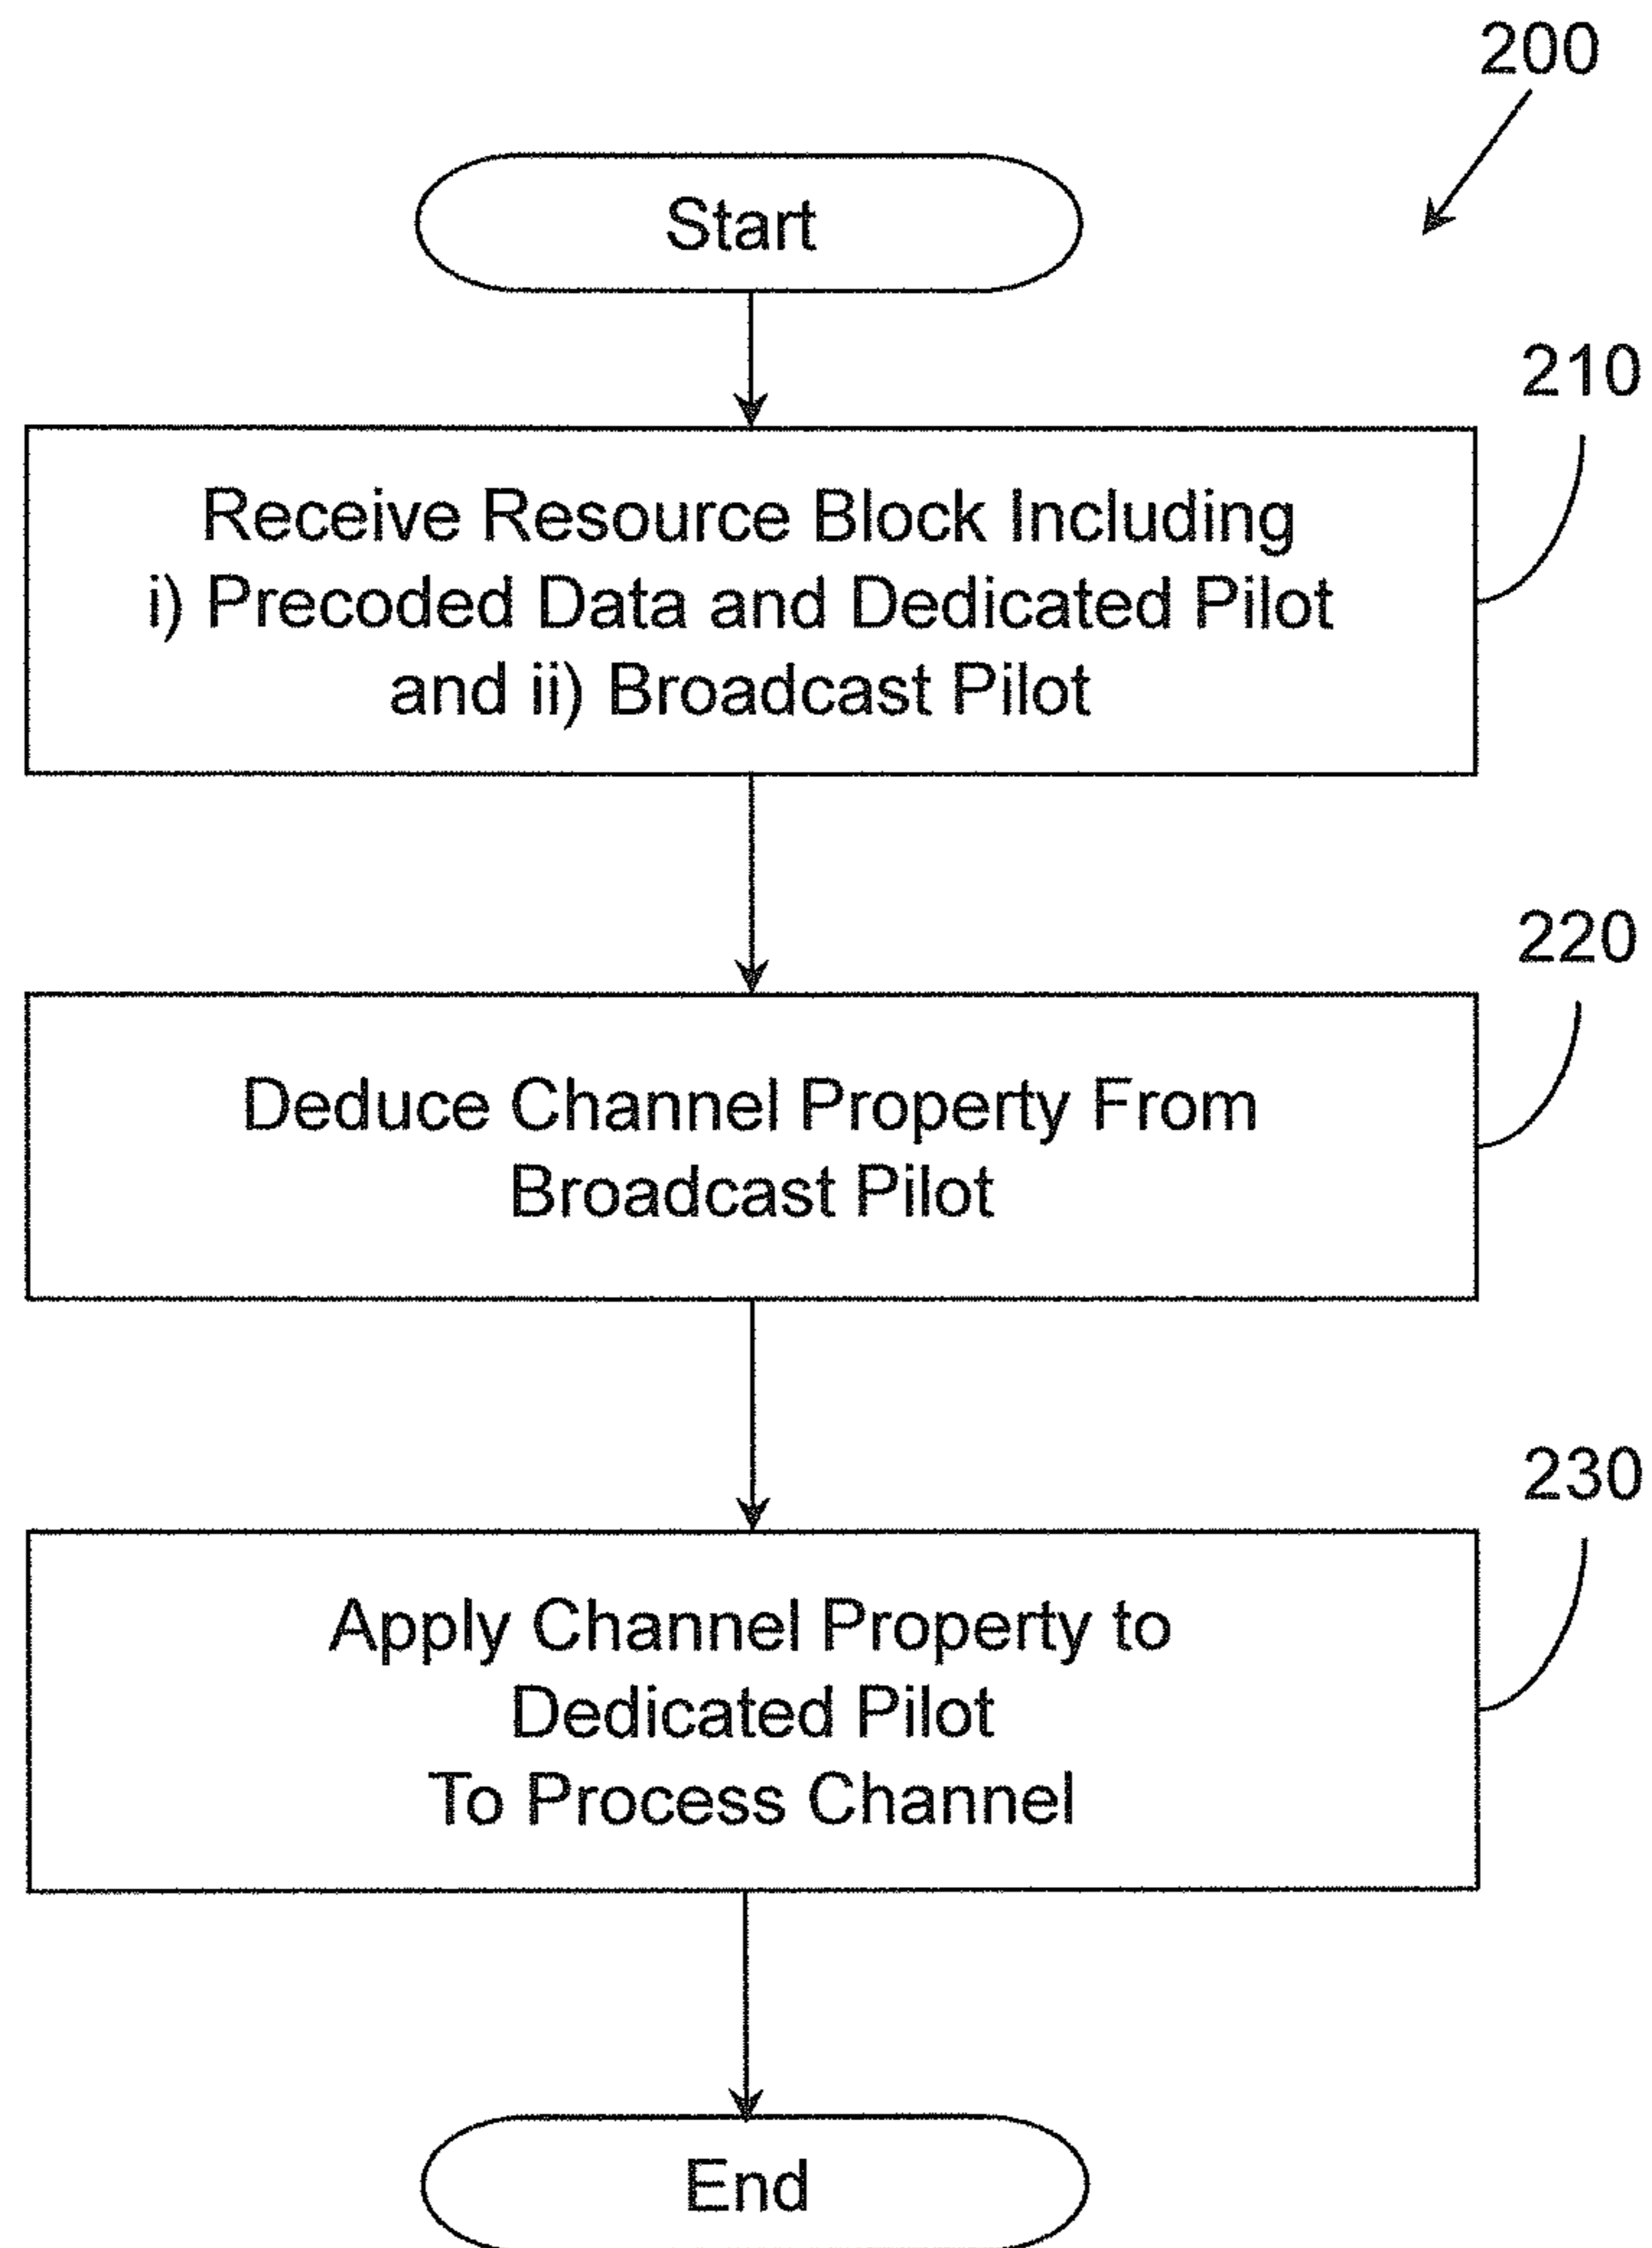 200
Start
210
Receive Resource Block Including
i) Precoded Data and Dedicated Pilot
and ii) Broadcast Pilot
220
Deduce Channel Property From
Broadcast Pilot
230
Apply Channel Property to
Dedicated Pilot
To Process Channel
End